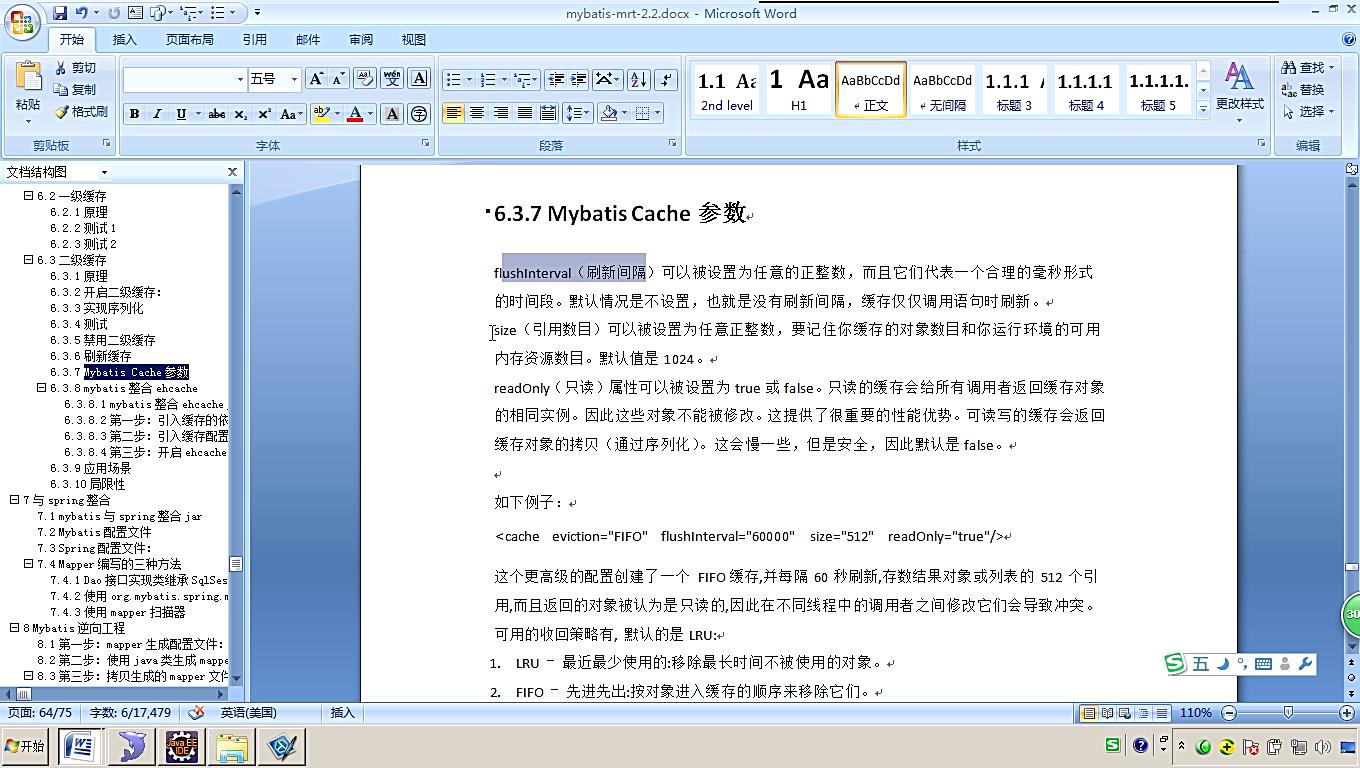 mybatis-mrt-2.2.docx - Microsoft Word
开始 插入 页面布局 引用 邮件 审阅 视图
粘贴 剪切 复制 格式刷
五号
1.1 Aa 1 Aa AaBbCcDd AaBbCcDd 1.1.1 1.1.1.1 1.1.1.1.
2nd level H1 正文 无间隔 标题 3 标题 4 标题 5
更改样式
查找 替换 选择
剪贴板 字体 段落 样式 编辑
文档结构图
6.2 一级缓存
6.2.1 原理
6.2.2 测试1
6.2.3 测试2
6.3 二级缓存
6.3.1 原理
6.3.2 开启二级缓存：
6.3.3 实现序列化
6.3.4 测试
6.3.5 禁用二级缓存
6.3.6 刷新缓存
6.3.7 Mybatis Cache 参数
6.3.8 mybatis 整合 ehcache
6.3.8.1 mybatis 整合 ehcache
6.3.8.2 第一步：引入缓存的依
6.3.8.3 第二步：引入缓存配置
6.3.8.4 第三步：开启 ehcache
6.3.9 应用场景
6.3.10 局限性
7 与 spring 整合
7.1 mybatis 与 spring 整合 jar
7.2 Mybatis 配置文件
7.3 Spring 配置文件：
7.4 Mapper 编写的三种方法
7.4.1 Dao 接口实现类继承 SqlSes
7.4.2 使用 org.mybatis.spring.m
7.4.3 使用 mapper 扫描器
8 Mybatis 逆向工程
8.1 第一步：mapper 生成配置文件：
8.2 第二步：使用 java 类生成 mappe
8.3 第三步：拷贝生成的 mapper 文件
6.3.7 Mybatis Cache 参数
flushInterval（刷新间隔）可以被设置为任意的正整数，而且它们代表一个合理的毫秒形式
的时间段。默认情况是不设置，也就是没有刷新间隔，缓存仅仅调用语句时刷新。
size（引用数目）可以被设置为任意正整数，要记住你缓存的对象数目和你运行环境的可用
内存资源数目。默认值是 1024。
readOnly（只读）属性可以被设置为 true 或 false。只读的缓存会给所有调用者返回缓存对象
的相同实例。因此这些对象不能被修改。这提供了很重要的性能优势。可读写的缓存会返回
缓存对象的拷贝（通过序列化）。这会慢一些，但是安全，因此默认是 false。
如下例子：
<cache eviction="FIFO" flushInterval="60000" size="512" readOnly="true"/>
这个更高级的配置创建了一个 FIFO 缓存,并每隔 60 秒刷新,存数结果对象或列表的 512 个引
用,而且返回的对象被认为是只读的,因此在不同线程中的调用者之间修改它们会导致冲突。
可用的收回策略有, 默认的是 LRU:
1. LRU – 最近最少使用的:移除最长时间不被使用的对象。
2. FIFO – 先进先出:按对象进入缓存的顺序来移除它们。
30
五
页面: 64/75 字数: 6/17,479 英语(美国) 插入 110%
开始
Java EE IDE